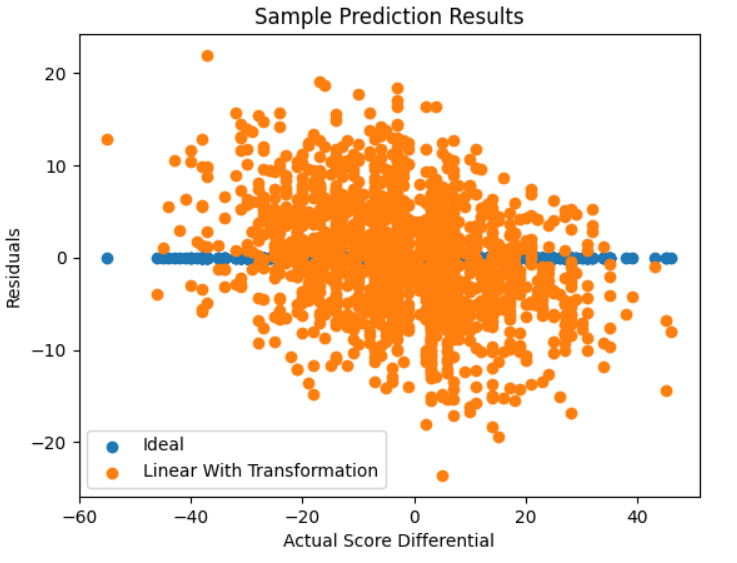 Sample Prediction Results
Residuals
20
10
0
−10
−20
Ideal
Linear With Transformation
−60
−40
−20
0
20
40
Actual Score Differential